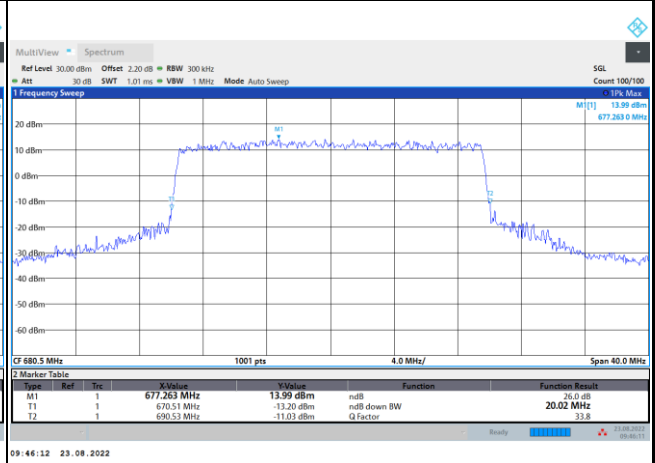 MultiView Spectrum
Ref Level 30.00 dBm Offset 2.20 dB RBW 300 kHz SGL
Att 30 dB SWT 1.01 ms VBW 1 MHz Mode Auto Sweep Count 100/100
1 Frequency Sweep 1Pk Max
M1[1] 13.99 dBm
677.263 0 MHz
M1
20 dBm
10 dBm
0 dBm
T1 T2
-10 dBm
-20 dBm
-30 dBm
-40 dBm
-50 dBm
-60 dBm
CF 680.5 MHz 1001 pts 4.0 MHz/ Span 40.0 MHz
2 Marker Table
Type Ref Trc X-Value Y-Value Function Function Result
M1 1 677.263 MHz 13.99 dBm ndB 26.0 dB
T1 1 670.51 MHz -13.20 dBm ndB down BW 20.02 MHz
T2 1 690.53 MHz -11.03 dBm Q Factor 33.8
Ready 23.08.2022
09:46:11
09:46:12 23.08.2022